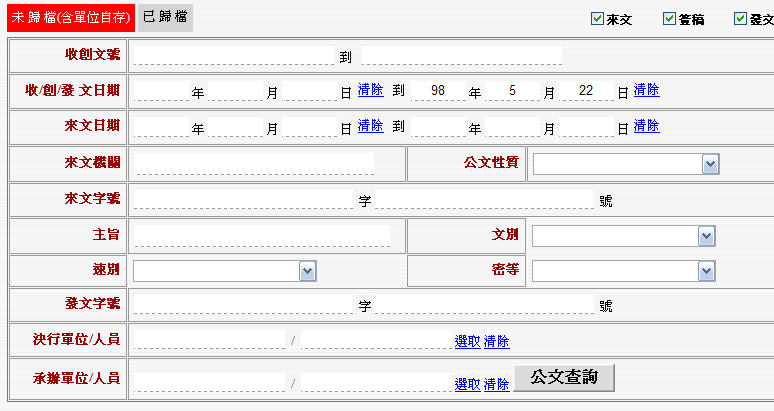 未 歸 檔(含單位自存) 已 歸 檔 來文 簽稿 發文
收創文號 到
收/創/發 文日期 年 月 日 清除 到 98 年 5 月 22 日 清除
來文日期 年 月 日 清除 到 年 月 日 清除
來文機關 公文性質
來文字號 字 號
主旨 文別
速別 密等
發文字號 字 號
決行單位/人員 / 選取 清除
承辦單位/人員 / 選取 清除 公文查詢